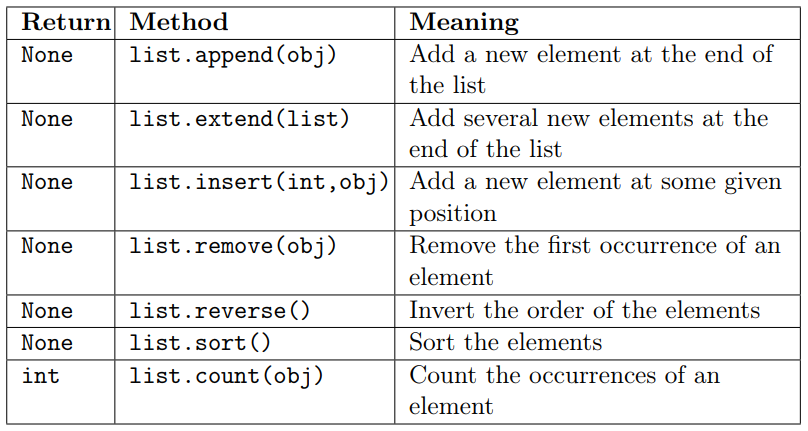 Return Method Meaning
None list.append(obj) Add a new element at the end of
the list
None list.extend(list) Add several new elements at the
end of the list
None list.insert(int,obj) Add a new element at some given
position
None list.remove(obj) Remove the first occurrence of an
element
None list.reverse() Invert the order of the elements
None list.sort() Sort the elements
int list.count(obj) Count the occurrences of an
element